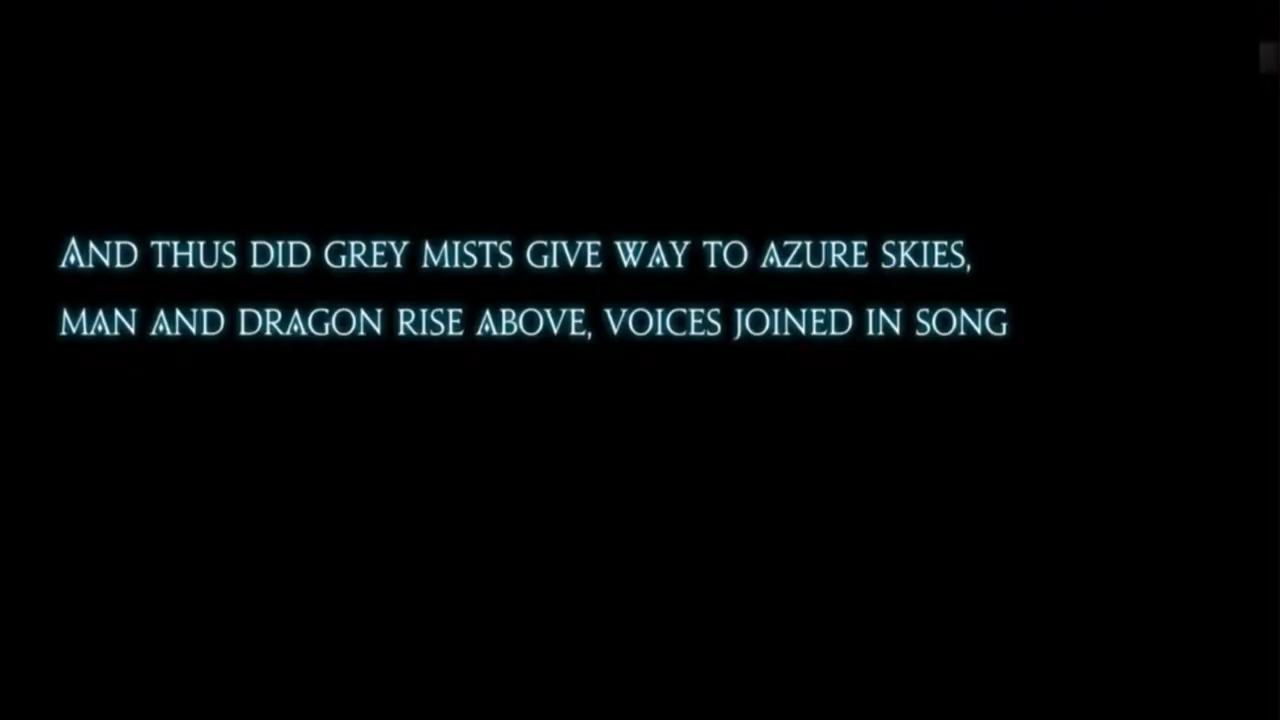 And thus did grey mists give way to azure skies,
man and dragon rise above, voices joined in song